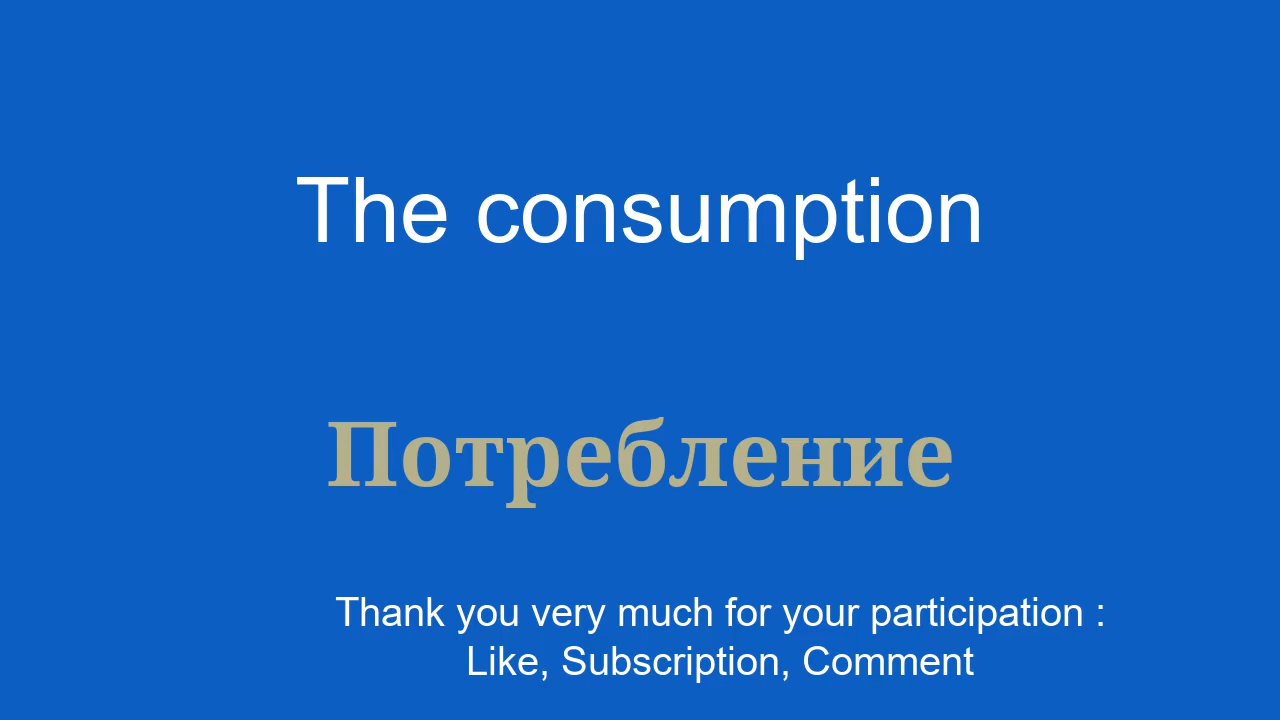 The consumption
Потребление
Thank you very much for your participation :
Like, Subscription, Comment